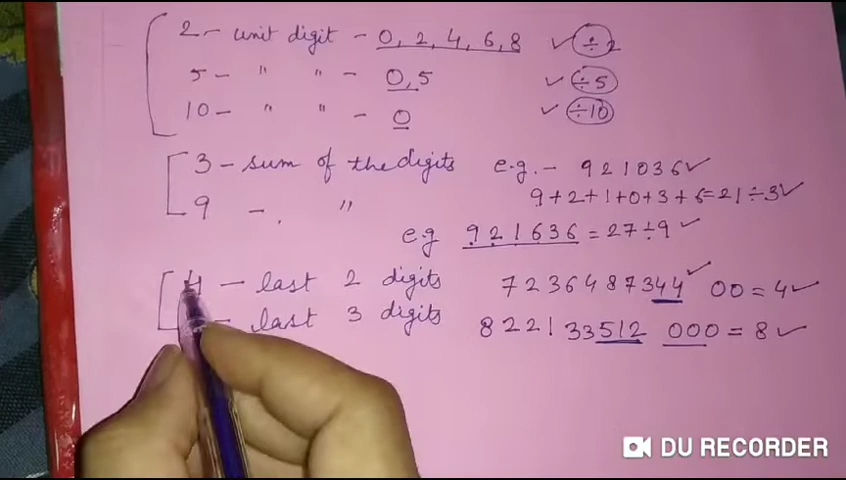 2 - unit digit - 0, 2, 4, 6, 8 ✓ ÷2
5 - " " - 0, 5 ✓ ÷5
10 - " " - 0 ✓ ÷10
3 - sum of the digits e.g. - 921036 ✓
9+2+1+0+3+6=21÷3 ✓
9 - "
e.g 921636 = 27÷9 ✓
4 - last 2 digits 7236487344 ✓ 00 = 4 ✓
- last 3 digits 822133512 000 = 8 ✓
DU RECORDER